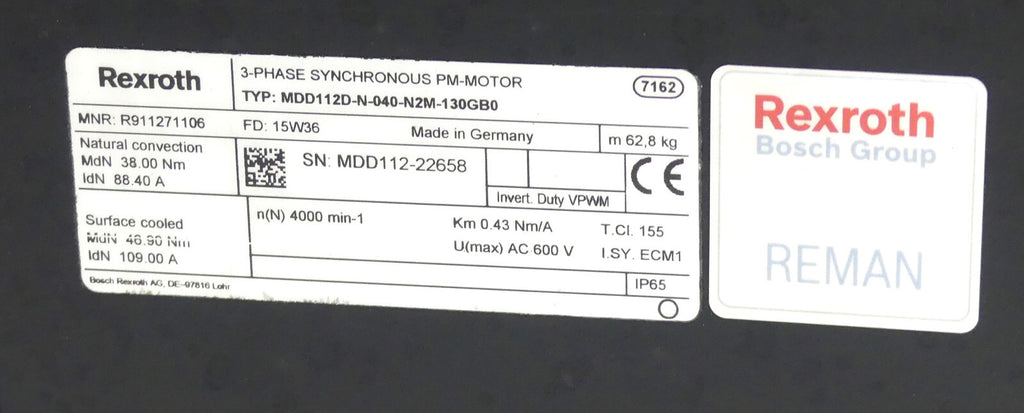 Rexroth
3-PHASE SYNCHRONOUS PM-MOTOR
7162
TYP: MDD112D-N-040-N2M-130GB0
MNR: R911271106
FD: 15W36
Made in Germany
m 62,8 kg
Natural convection
MdN 38.00 Nm
IdN 88.40 A
SN: MDD112-22658
CE
Invert. Duty VPWM
Surface cooled
MdN 46.90 Nm
IdN 109.00 A
n(N) 4000 min-1
Km 0.43 Nm/A
T.Cl. 155
U(max) AC 600 V
I.SY. ECM1
Bosch Rexroth AG, DE-97816 Lohr
IP65
Rexroth
Bosch Group
REMAN